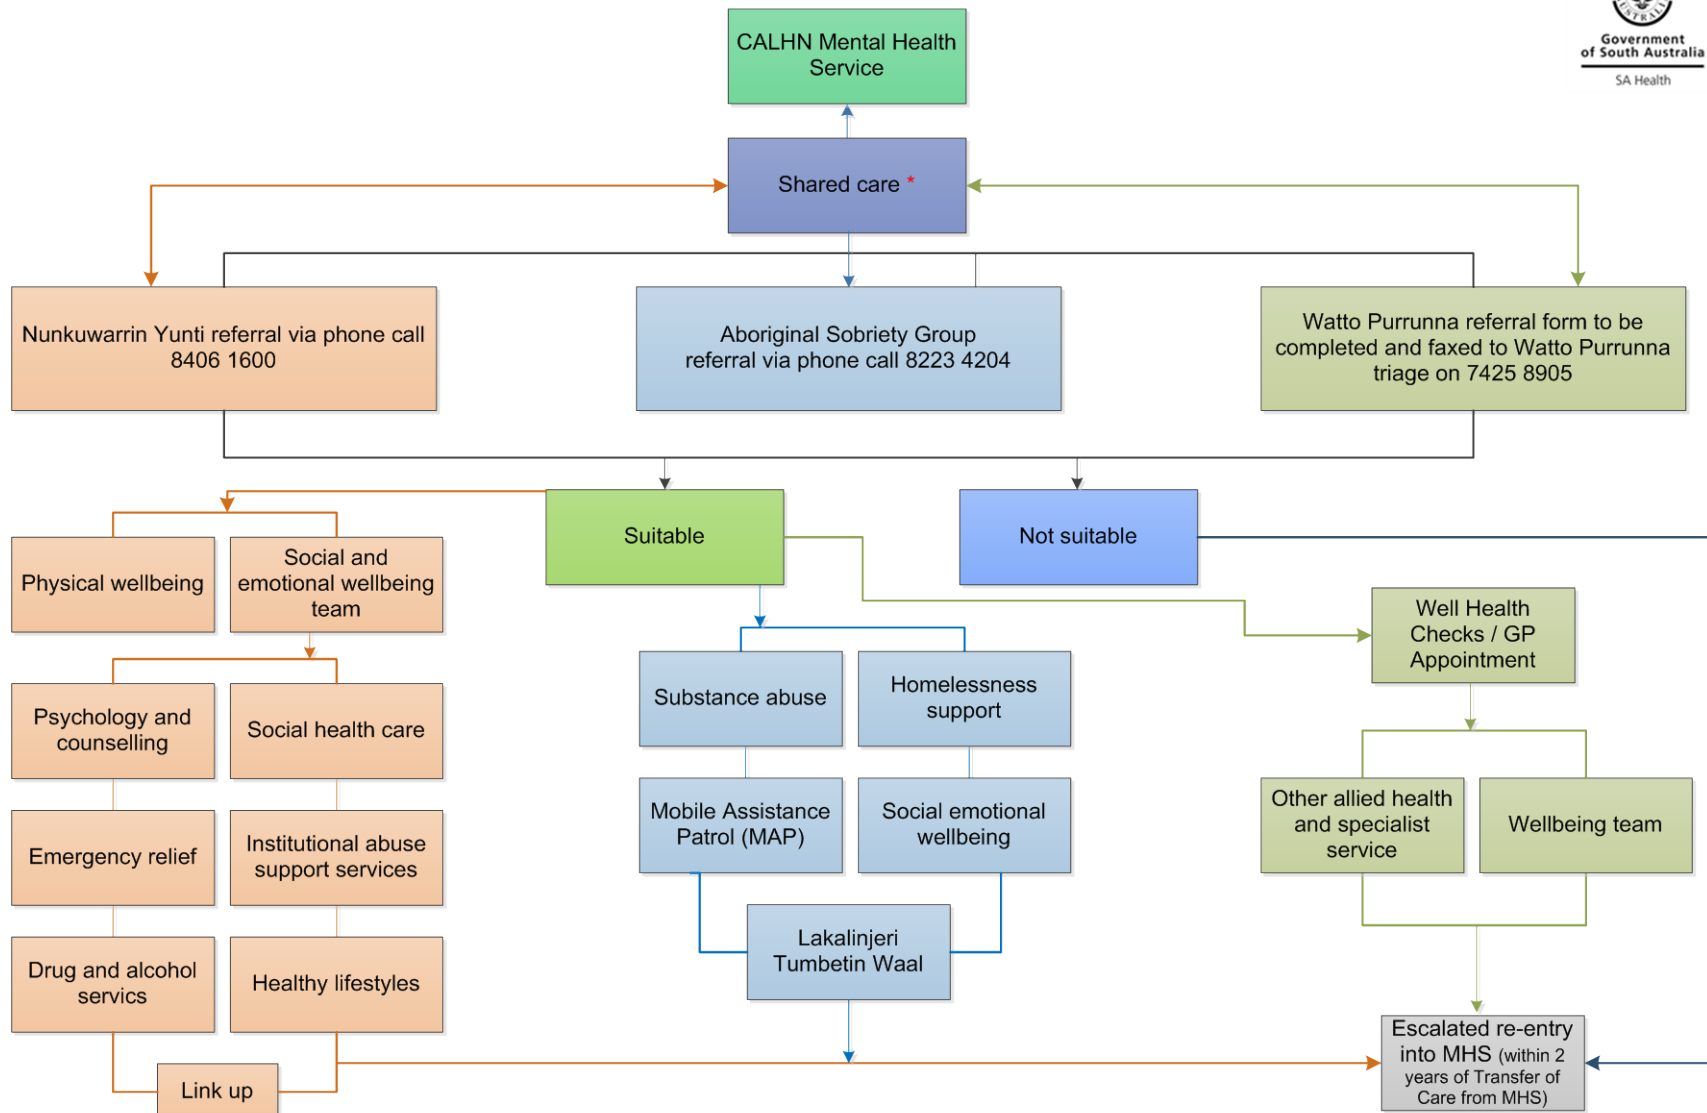 AUSTRALIA
Government
of South Australia
SA Health
CALHN Mental Health
Service
Shared care *
Nunkuwarrin Yunti referral via phone call
8406 1600
Aboriginal Sobriety Group
referral via phone call 8223 4204
Watto Purrunna referral form to be
completed and faxed to Watto Purrunna
triage on 7425 8905
Suitable
Not suitable
Physical wellbeing
Social and
emotional wellbeing
team
Well Health
Checks / GP
Appointment
Substance abuse
Homelessness
support
Psychology and
counselling
Social health care
Mobile Assistance
Patrol (MAP)
Social emotional
wellbeing
Other allied health
and specialist
service
Wellbeing team
Emergency relief
Institutional abuse
support services
Lakalinjeri
Tumbetin Waal
Drug and alcohol
servics
Healthy lifestyles
Escalated re-entry
into MHS (within 2
years of Transfer of
Care from MHS)
Link up